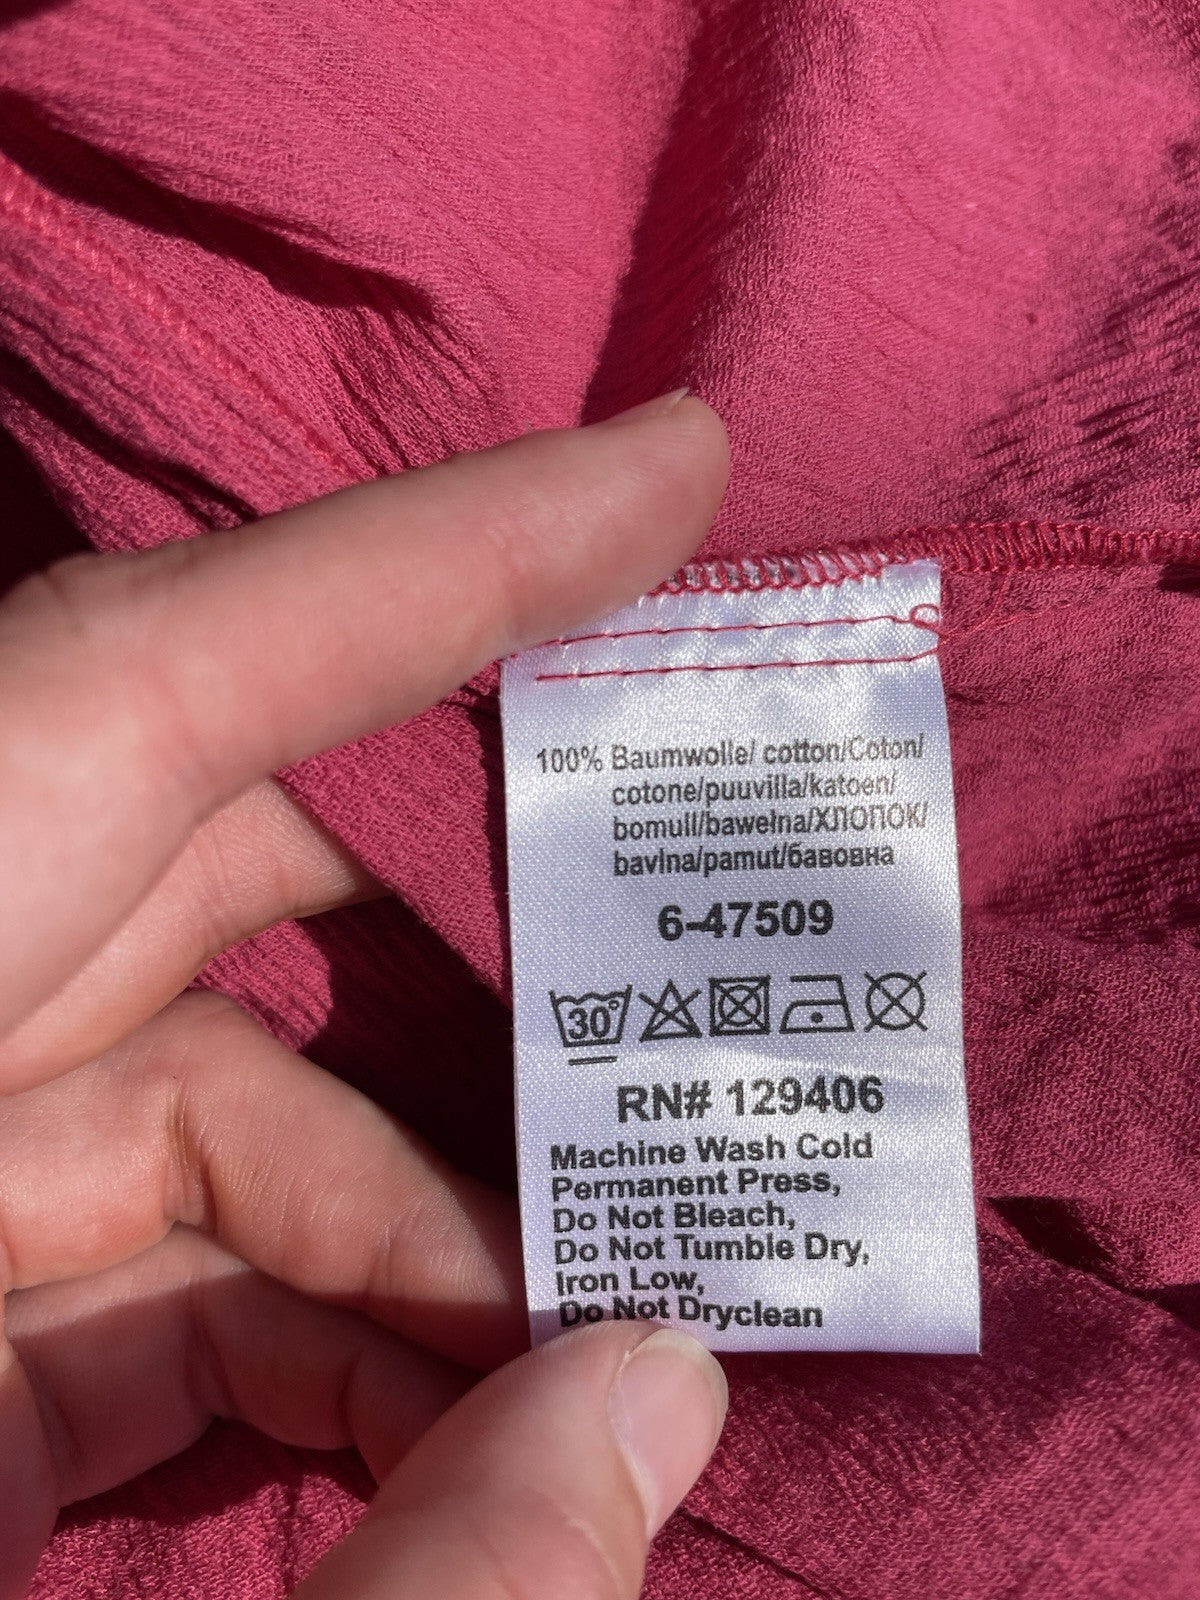 100% Baumwolle/ cotton/Coton/
cotone/puuvilla/katoen/
bomull/bawełna/ХЛОПОК/
bavlna/pamut/бавовна
6-47509
30°
RN# 129406
Machine Wash Cold
Permanent Press,
Do Not Bleach,
Do Not Tumble Dry,
Iron Low,
Do Not Dryclean